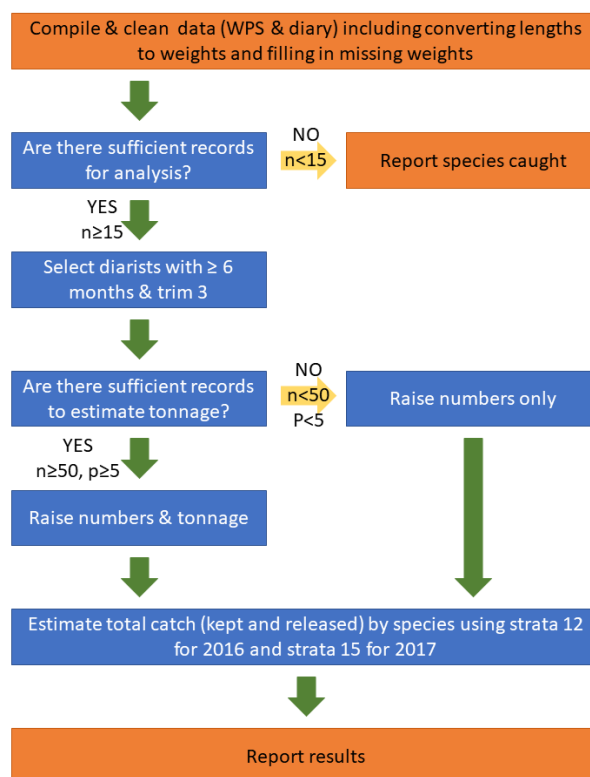 Compile & clean  data (WPS & diary) including converting lengths
to weights and filling in missing weights
Are there sufficient records
for analysis?
NO
n<15
Report species caught
YES
n≥15
Select diarists with ≥ 6
months & trim 3
Are there sufficient records
to estimate tonnage?
NO
n<50
P<5
Raise numbers only
YES
n≥50, p≥5
Raise numbers & tonnage
Estimate total catch (kept and released) by species using strata 12
for 2016 and strata 15 for 2017
Report results